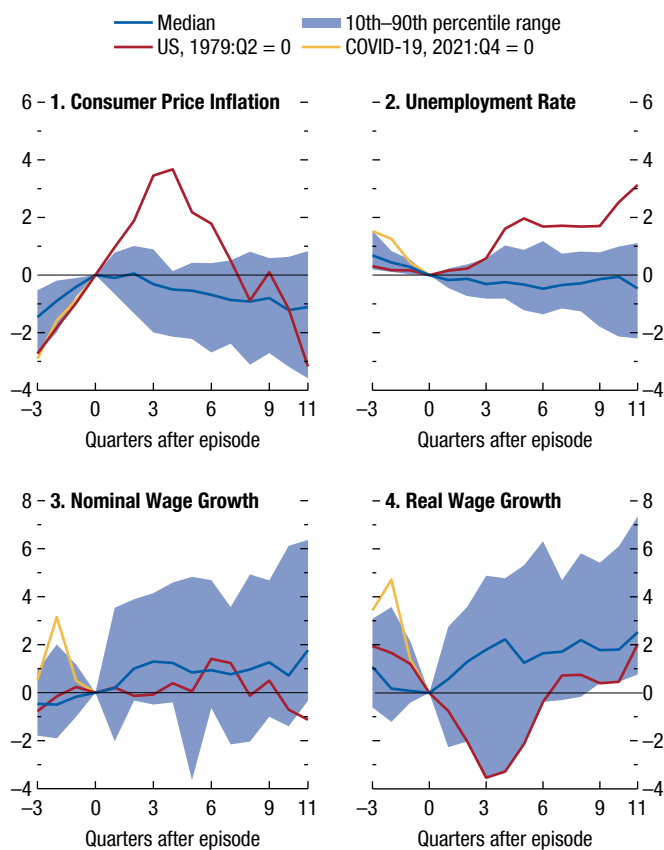 Median
10th–90th percentile range
US, 1979:Q2 = 0
COVID-19, 2021:Q4 = 0
1. Consumer Price Inflation
2. Unemployment Rate
6
4
2
0
–2
–4
6
4
2
0
–2
–4
–3 0 3 6 9 11
–3 0 3 6 9 11
Quarters after episode
Quarters after episode
3. Nominal Wage Growth
4. Real Wage Growth
8
6
4
2
0
–2
–4
8
6
4
2
0
–2
–4
–3 0 3 6 9 11
–3 0 3 6 9 11
Quarters after episode
Quarters after episode